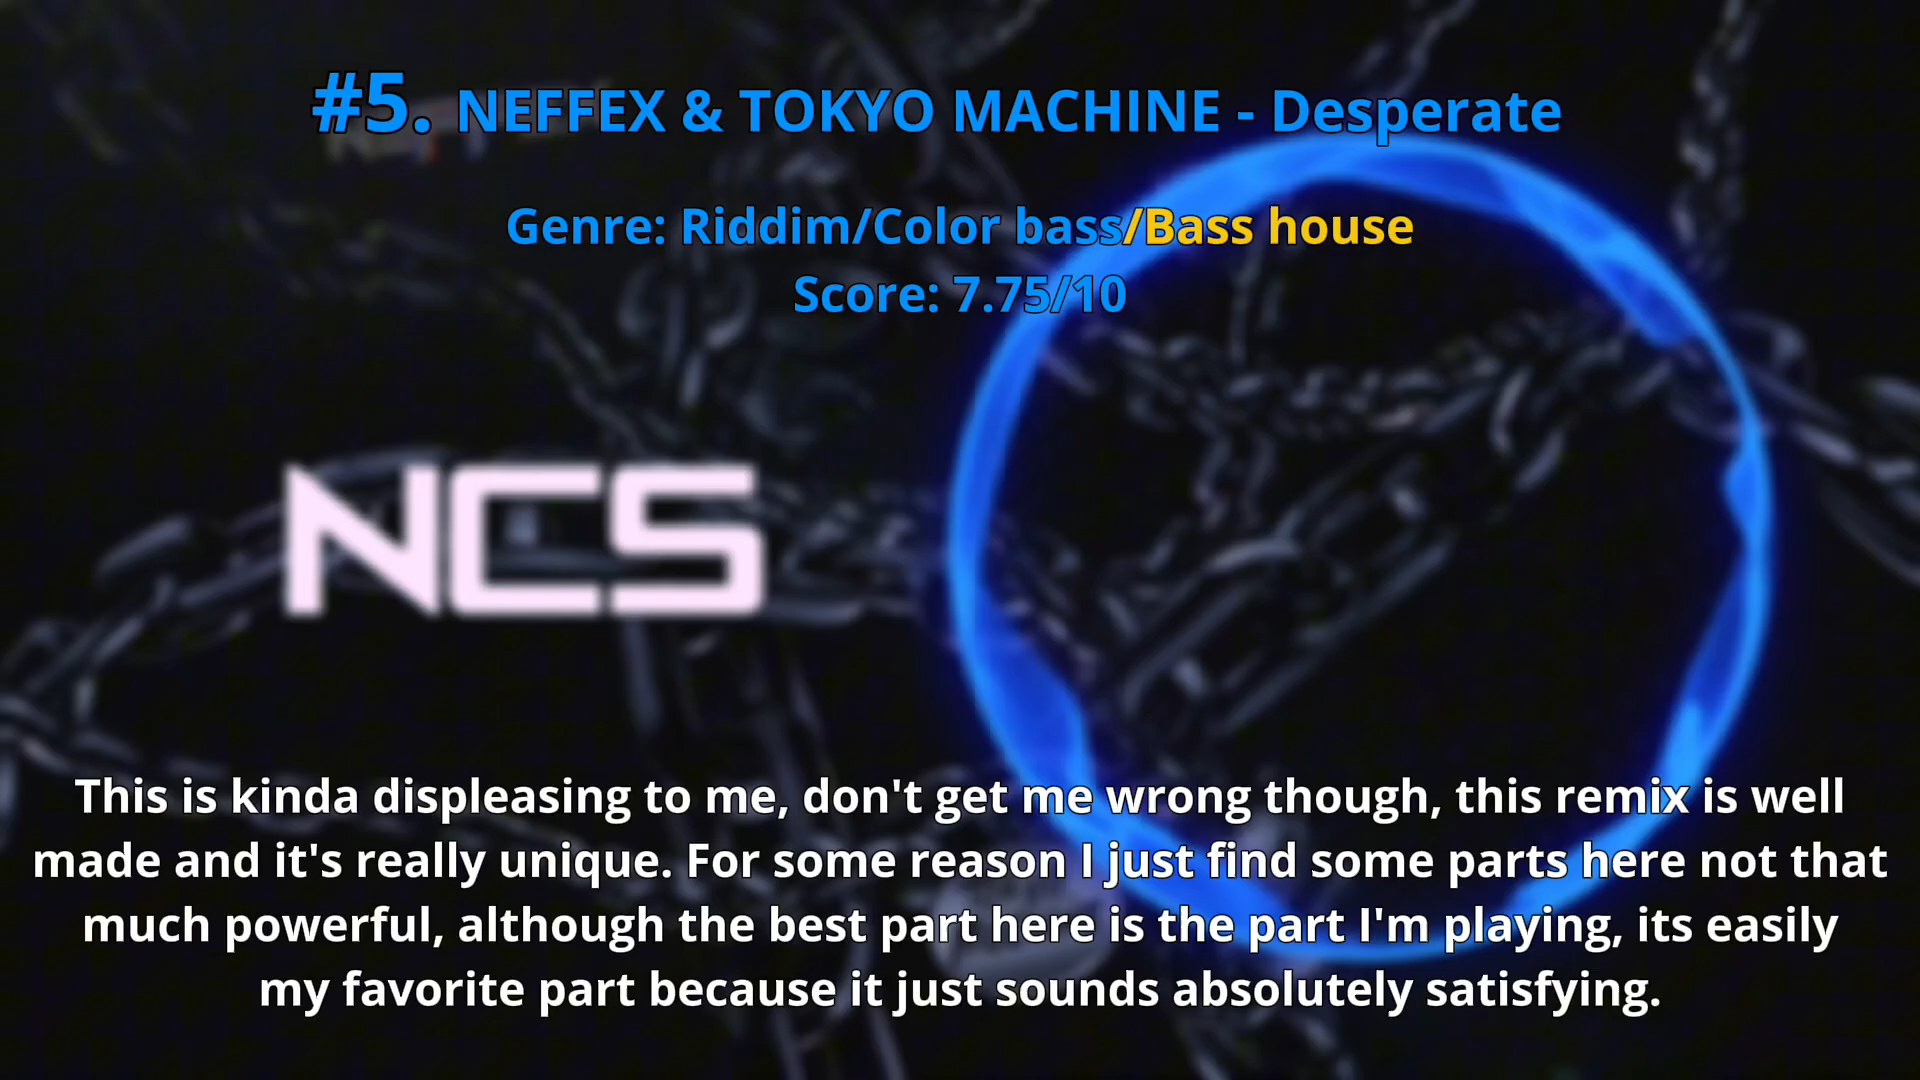 #5. NEFFEX & TOKYO MACHINE - Desperate
Genre: Riddim/Color bass/Bass house
Score: 7.75/10
NCS
This is kinda displeasing to me, don't get me wrong though, this remix is well
made and it's really unique. For some reason I just find some parts here not that
much powerful, although the best part here is the part I'm playing, its easily
my favorite part because it just sounds absolutely satisfying.